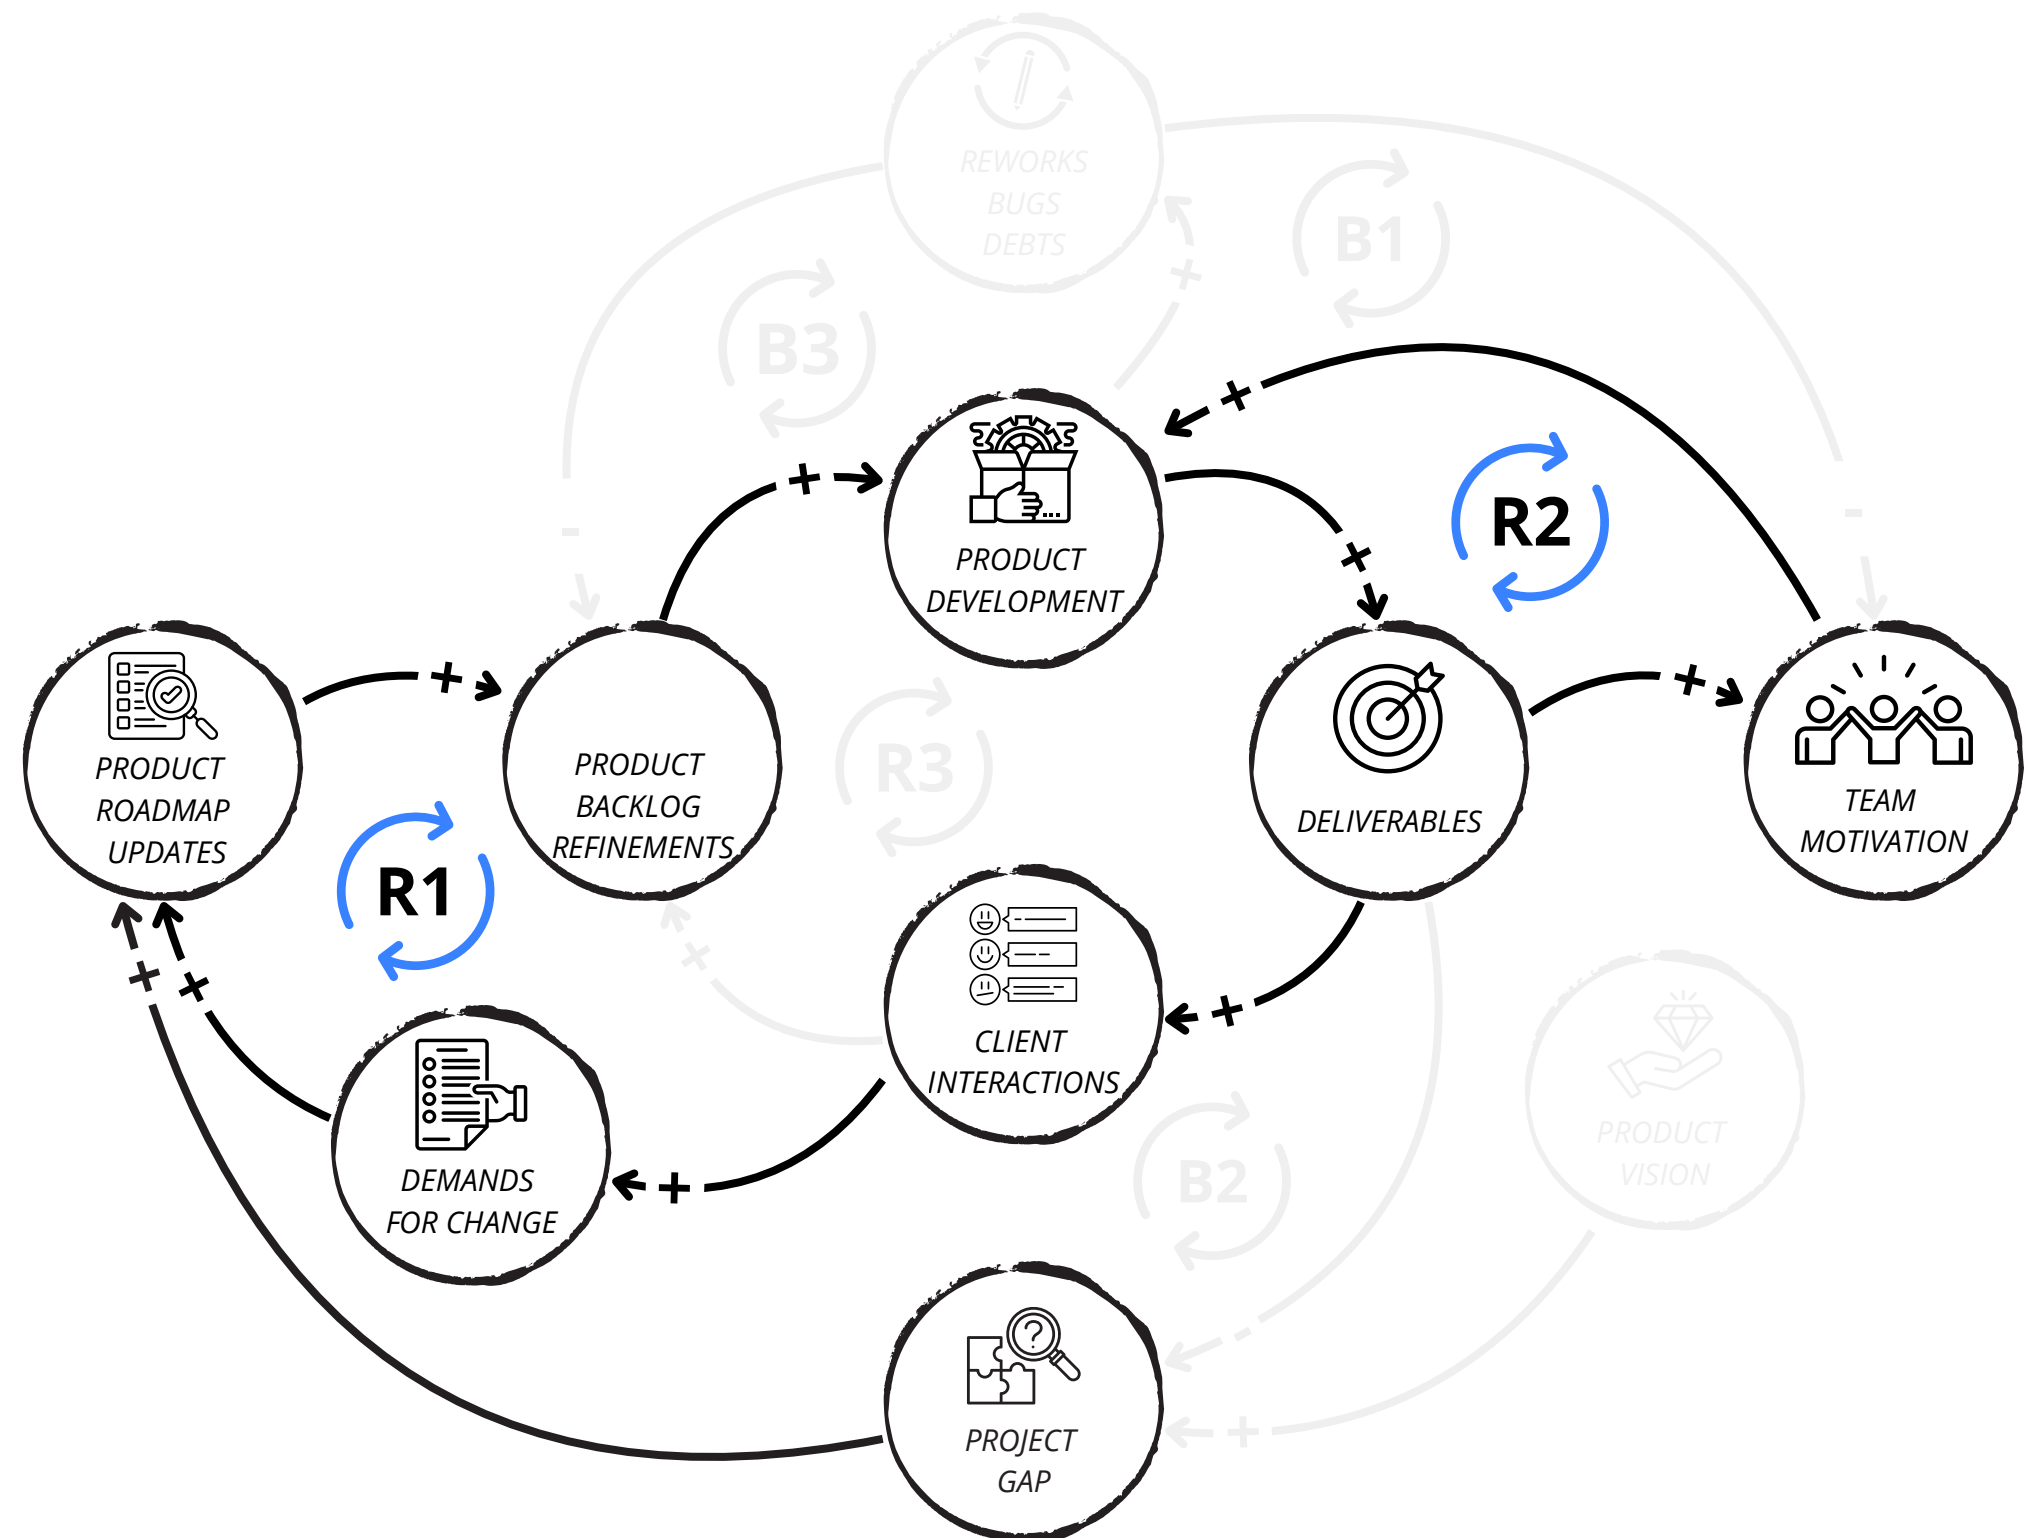 REWORKS
BUGS
DEBTS
B1
B3
+
-
+
+
PRODUCT
DEVELOPMENT
R2
-
+
+
PRODUCT
ROADMAP
UPDATES
+
PRODUCT
BACKLOG
REFINEMENTS
R3
DELIVERABLES
+
TEAM
MOTIVATION
R1
+
+
+
CLIENT
INTERACTIONS
+
DEMANDS
FOR CHANGE
+
B2
PRODUCT
VISION
?
PROJECT
GAP
-
+